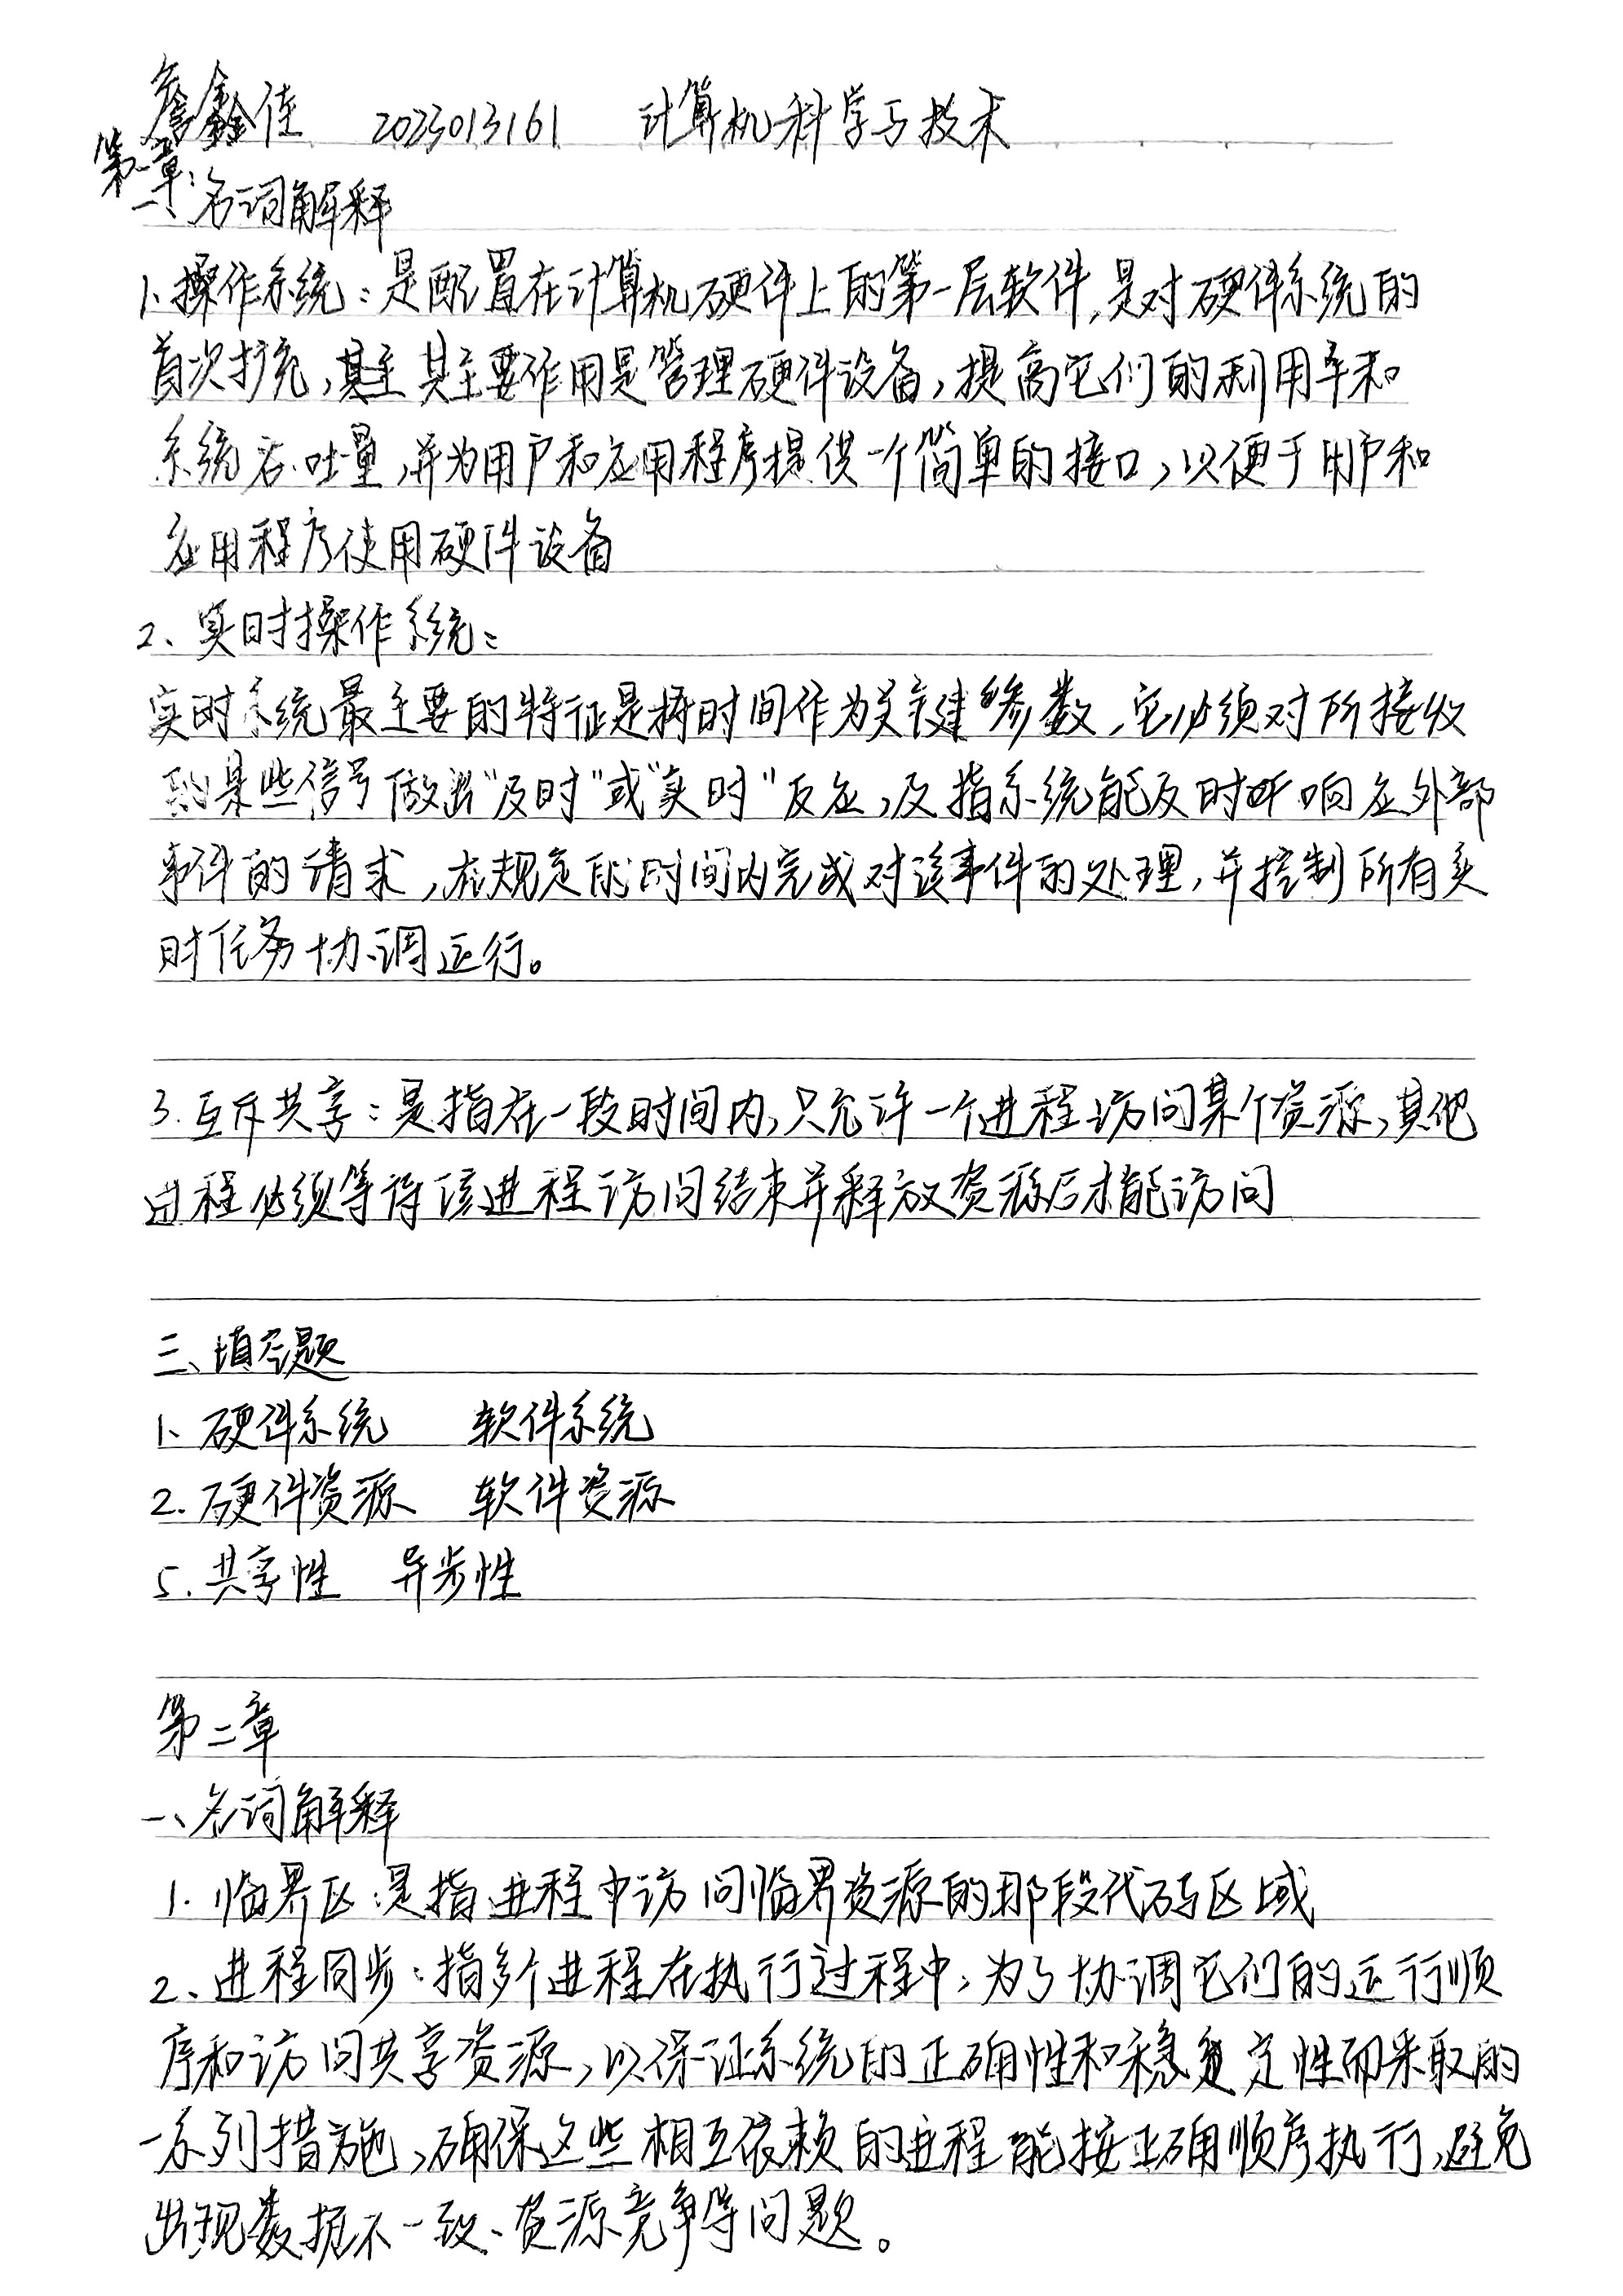 詹鑫佳 2023013161 计算机科学与技术
第一章:
一、名词解释
1、操作系统:是配置在计算机硬件上的第一层软件,是对硬件系统的
首次扩充,其主要作用是管理硬件设备,提高它们的利用率和
系统吞吐量,并为用户和应用程序提供一个简单的接口,以便于用户和
应用程序使用硬件设备
2、实时操作系统:
实时系统最主要的特征是将时间作为关键参数,它必须对所接收
到的某些信号做出“及时”或“实时”反应,及指系统能及时响应外部
事件的请求,在规定的时间内完成对该事件的处理,并控制所有实
时任务协调运行。
3.互斥共享:是指在一段时间内,只允许一个进程访问某个资源,其他
进程必须等待该进程访问结束并释放资源后才能访问
三、填空题
1、硬件系统 软件系统
2.硬件资源 软件资源
5.共享性 异步性
第二章
一、名词解释
1.临界区:是指进程中访问临界资源的那段代码区域
2、进程同步:指多个进程在执行过程中,为了协调它们的运行顺
序和访问共享资源,以保证系统的正确性和稳定性而采取的
一系列措施,确保这些相互依赖的进程能按正确顺序执行,避免
出现数据不一致、资源竞争等问题。